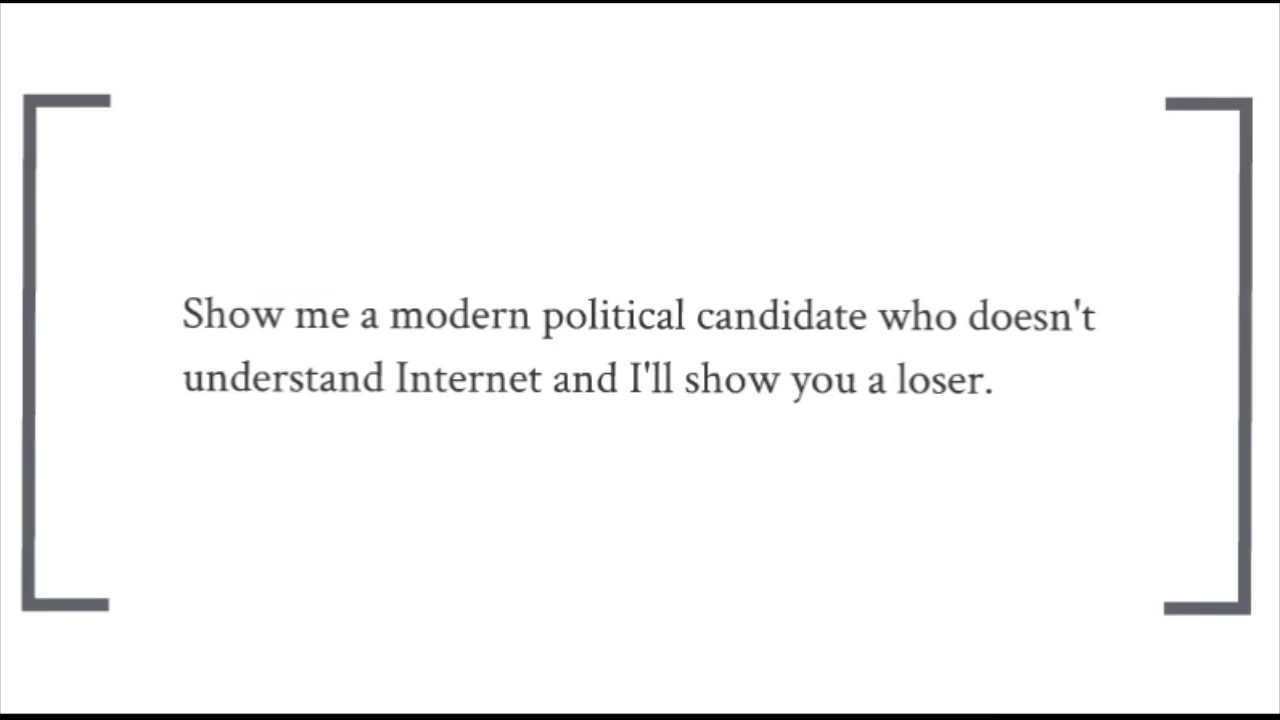 Show me a modern political candidate who doesn't
understand Internet and I'll show you a loser.